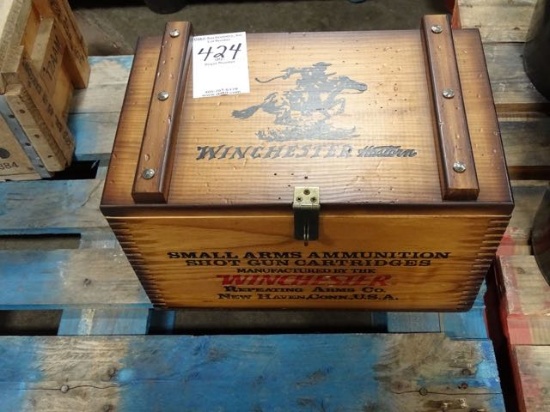 424
WINCHESTER Western
SMALL ARMS AMMUNITION
SHOT GUN CARTRIDGES
MANUFACTURED BY THE
WINCHESTER
REPEATING ARMS CO.
NEW HAVEN, CONN., U.S.A.
384